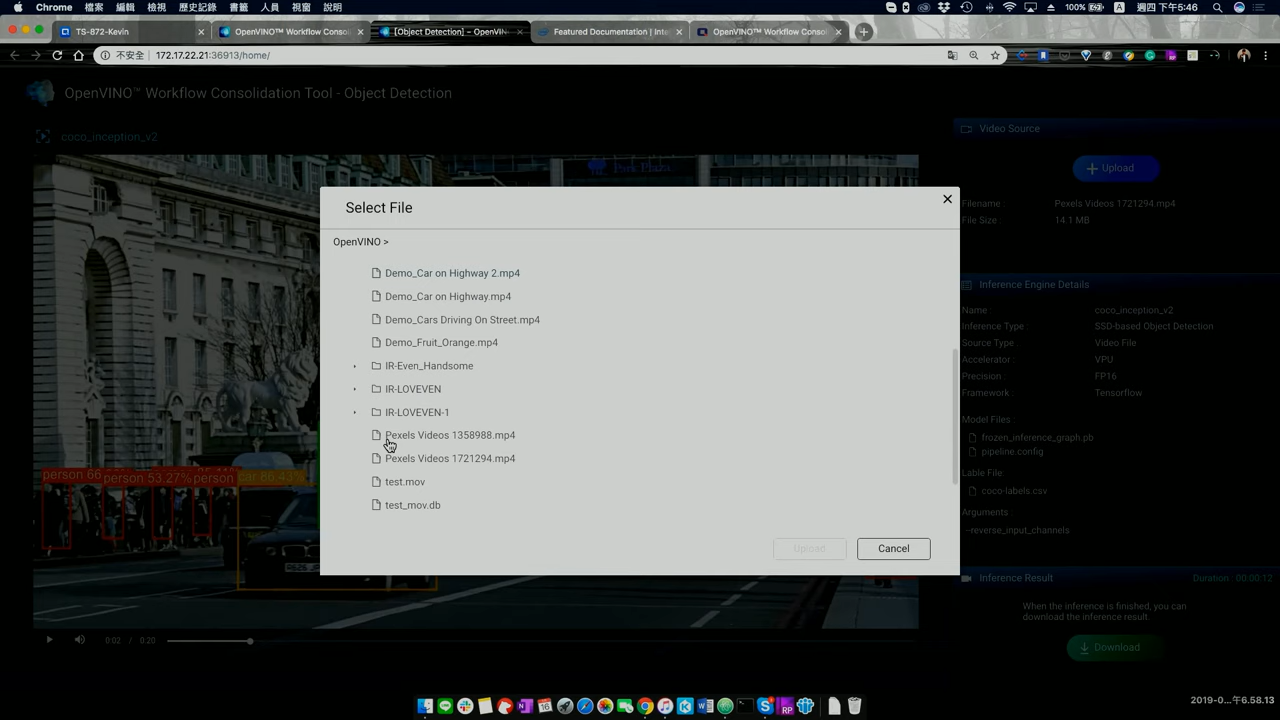 Chrome 檔案 編輯 檢視 歷史記錄 書籤 人員 視窗 說明 100% 週六 下午5:46
TS-872-Kevin
OpenVINO™ Workflow Consol
[Object Detection] - OpenVIN
Featured Documentation | Inte
OpenVINO™ Workflow Conso
不安全 172.17.22.21:36913/home/
OpenVINO™ Workflow Consolidation Tool - Object Detection
coco_inception_v2
Park Plaza
person 66
person 53.27%
car 86.43%
0:02 / 0:20
Select File
OpenVINO >
Demo_Car on Highway 2.mp4
Demo_Car on Highway.mp4
Demo_Cars Driving On Street.mp4
Demo_Fruit_Orange.mp4
IR-Even_Handsome
IR-LOVEVEN
IR-LOVEVEN-1
Pexels Videos 1358988.mp4
Pexels Videos 1721294.mp4
test.mov
test_mov.db
Upload
Cancel
Video Source
Upload
Filename : Pexels Videos 1721294.mp4
File Size : 14.1 MB
Inference Engine Details
Name : coco_inception_v2
Inference Type : SSD-based Object Detection
Source Type : Video File
Accelerator : VPU
Precision : FP16
Framework : Tensorflow
Model Files
frozen_inference_graph.pb
pipeline.config
Lable File
coco-labels.csv
Arguments :
--reverse_input_channels
Inference Result Duration : 00:00:12
When the inference is finished, you can
download the inference result.
Download
2019-0...午6.58.13